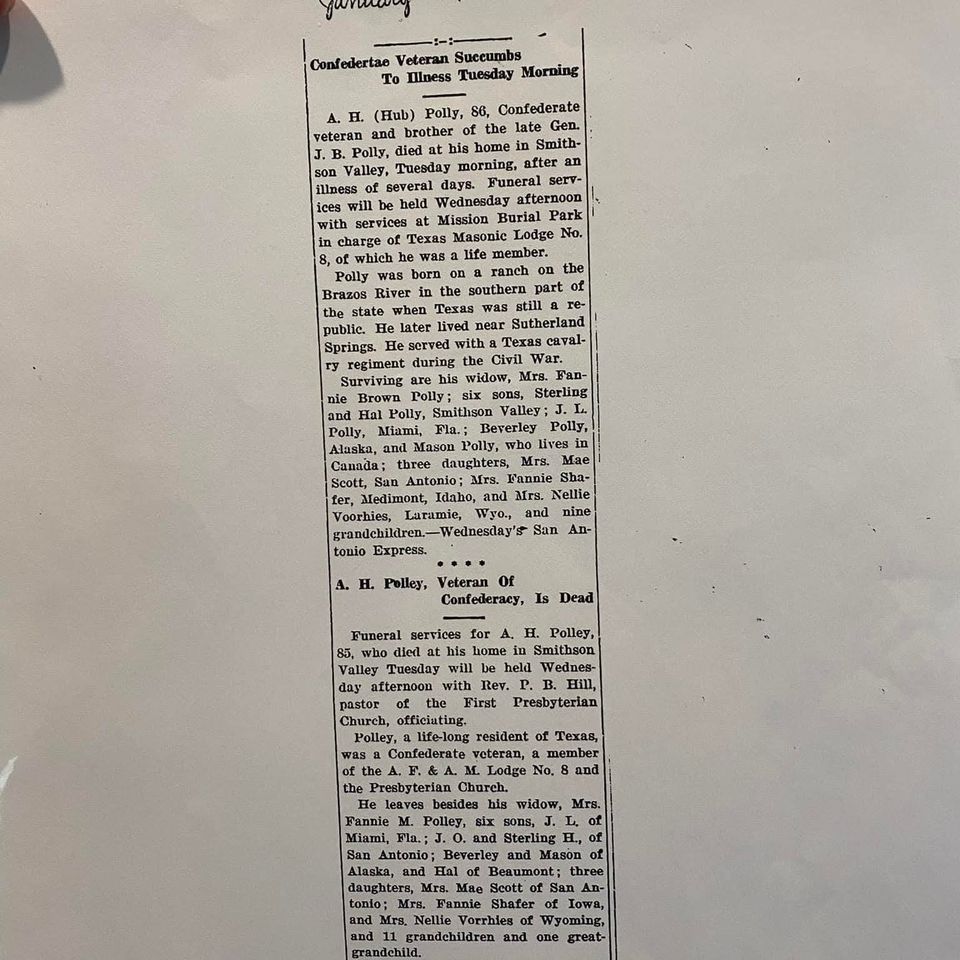 January
Confedertae Veteran Succumbs
To Illness Tuesday Morning
A. H. (Hub) Polly, 86, Confederate
veteran and brother of the late Gen.
J. B. Polly, died at his home in Smith-
son Valley, Tuesday morning, after an
illness of several days. Funeral serv-
ices will be held Wednesday afternoon
with services at Mission Burial Park
in charge of Texas Masonic Lodge No.
8, of which he was a life member.
Polly was born on a ranch on the
Brazos River in the southern part of
the state when Texas was still a re-
public. He later lived near Sutherland
Springs. He served with a Texas caval-
ry regiment during the Civil War.
Surviving are his widow, Mrs. Fan-
nie Brown Polly; six sons, Sterling
and Hal Polly, Smithson Valley; J. L.
Polly, Miami, Fla.; Beverley Polly,
Alaska, and Mason Polly, who lives in
Canada; three daughters, Mrs. Mae
Scott, San Antonio; Mrs. Fannie Sha-
fer, Medimont, Idaho, and Mrs. Nellie
Voorhies, Laramie, Wyo., and nine
grandchildren.—Wednesday's San An-
tonio Express.
* * * *
A. H. Polley, Veteran Of
Confederacy, Is Dead
Funeral services for A. H. Polley,
85, who died at his home in Smithson
Valley Tuesday will be held Wednes-
day afternoon with Rev. P. B. Hill,
pastor of the First Presbyterian
Church, officiating.
Polley, a life-long resident of Texas,
was a Confederate veteran, a member
of the A. F. & A. M. Lodge No. 8 and
the Presbyterian Church.
He leaves besides his widow, Mrs.
Fannie M. Polley, six sons, J. L. of
Miami, Fla.; J. O. and Sterling H., of
San Antonio; Beverley and Mason of
Alaska, and Hal of Beaumont; three
daughters, Mrs. Mae Scott of San An-
tonio; Mrs. Fannie Shafer of Iowa,
and Mrs. Nellie Vorrhies of Wyoming,
and 11 grandchildren and one great-
grandchild.